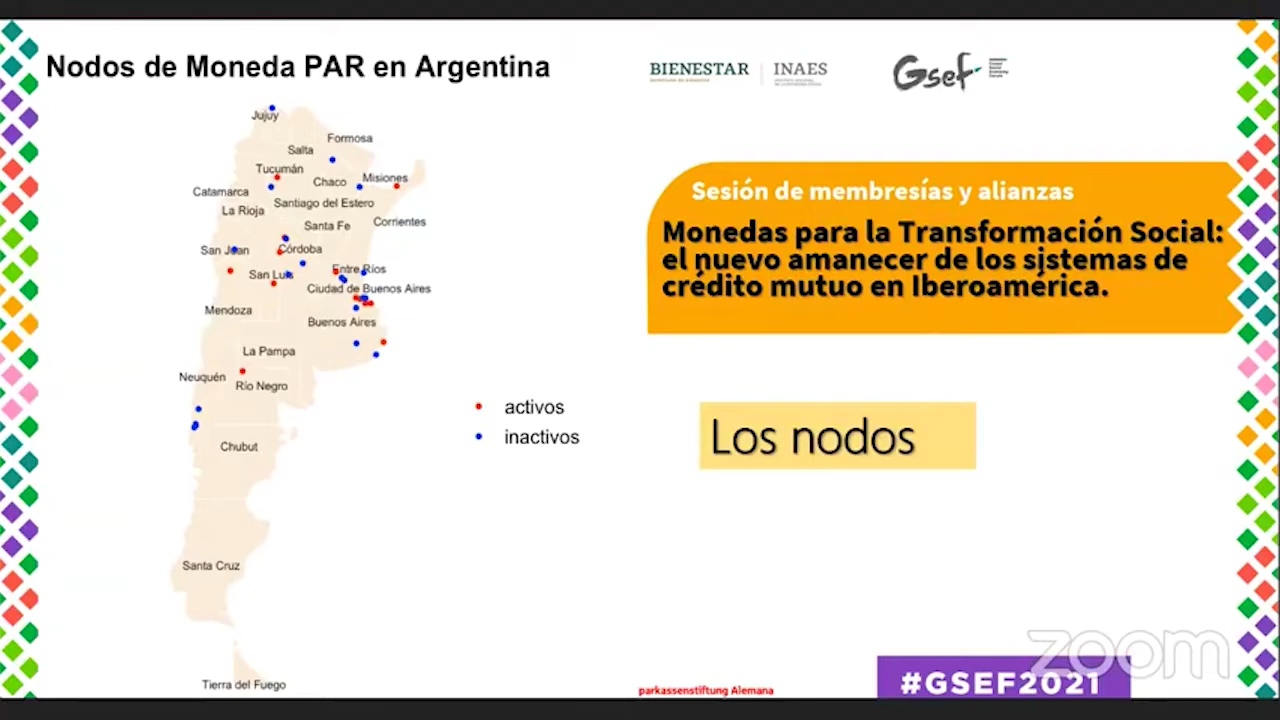 Nodos de Moneda PAR en Argentina
BIENESTAR
INAES
Gsef
Jujuy
Formosa
Salta
Tucumán
Chaco
Misiones
Catamarca
Santiago del Estero
La Rioja
Santa Fe
Corrientes
San Juan
Córdoba
San Luis
Entre Ríos
Ciudad de Buenos Aires
Mendoza
Buenos Aires
La Pampa
Neuquén
Río Negro
Chubut
Santa Cruz
Tierra del Fuego
activos
inactivos
Sesión de membresías y alianzas
Monedas para la Transformación Social:
el nuevo amanecer de los sistemas de
crédito mutuo en Iberoamérica.
Los nodos
parkassenstiftung Alemana
#GSEF2021
zoom